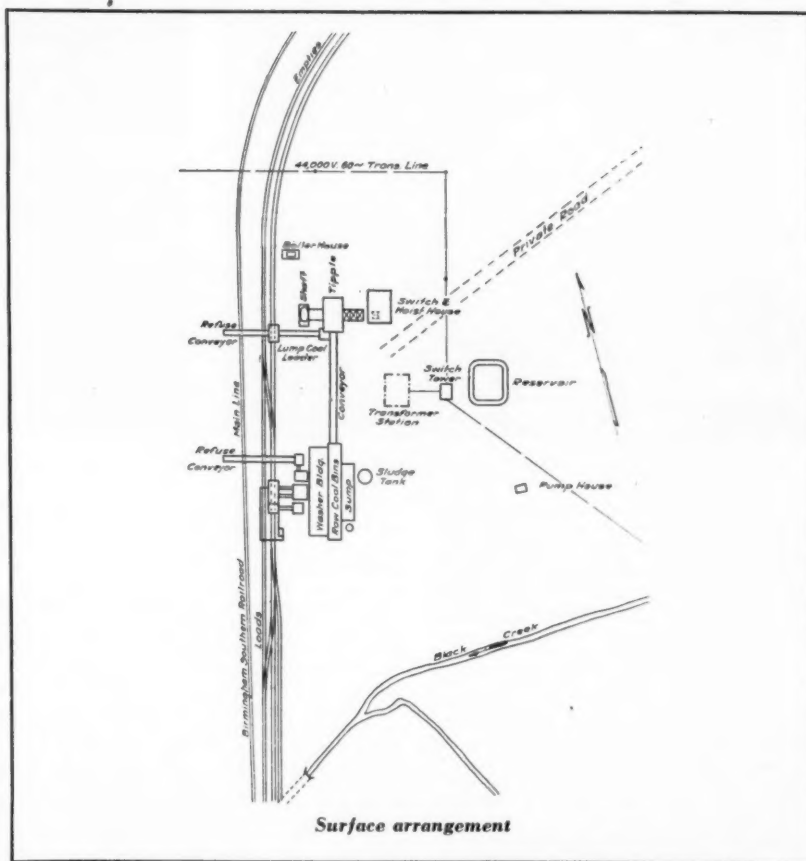 Empties
44,000 V. 60~ Trans. Line
Private Road
Boiler House
Shaft
Tipple
Switch &
Hoist House
Refuse
Conveyor
Lump Coal
Loader
Main Line
Conveyor
Switch
Tower
Reservoir
Transformer
Station
Refuse
Conveyor
Washer Bldg.
Raw Coal Bins
Sump
Sludge
Tank
Pump House
Birmingham Southern Railroad
Loads
Black Creek
Surface arrangement